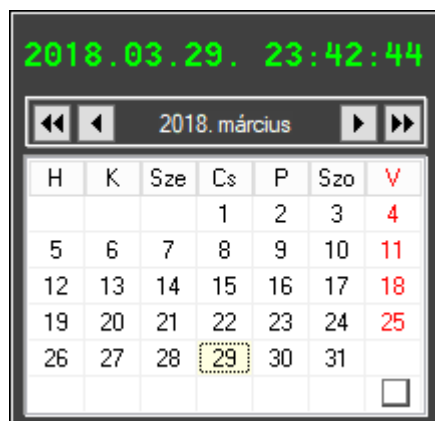 2018.03.29. 23:42:44
2018. március
H K Sze Cs P Szo V
1 2 3 4
5 6 7 8 9 10 11
12 13 14 15 16 17 18
19 20 21 22 23 24 25
26 27 28 29 30 31